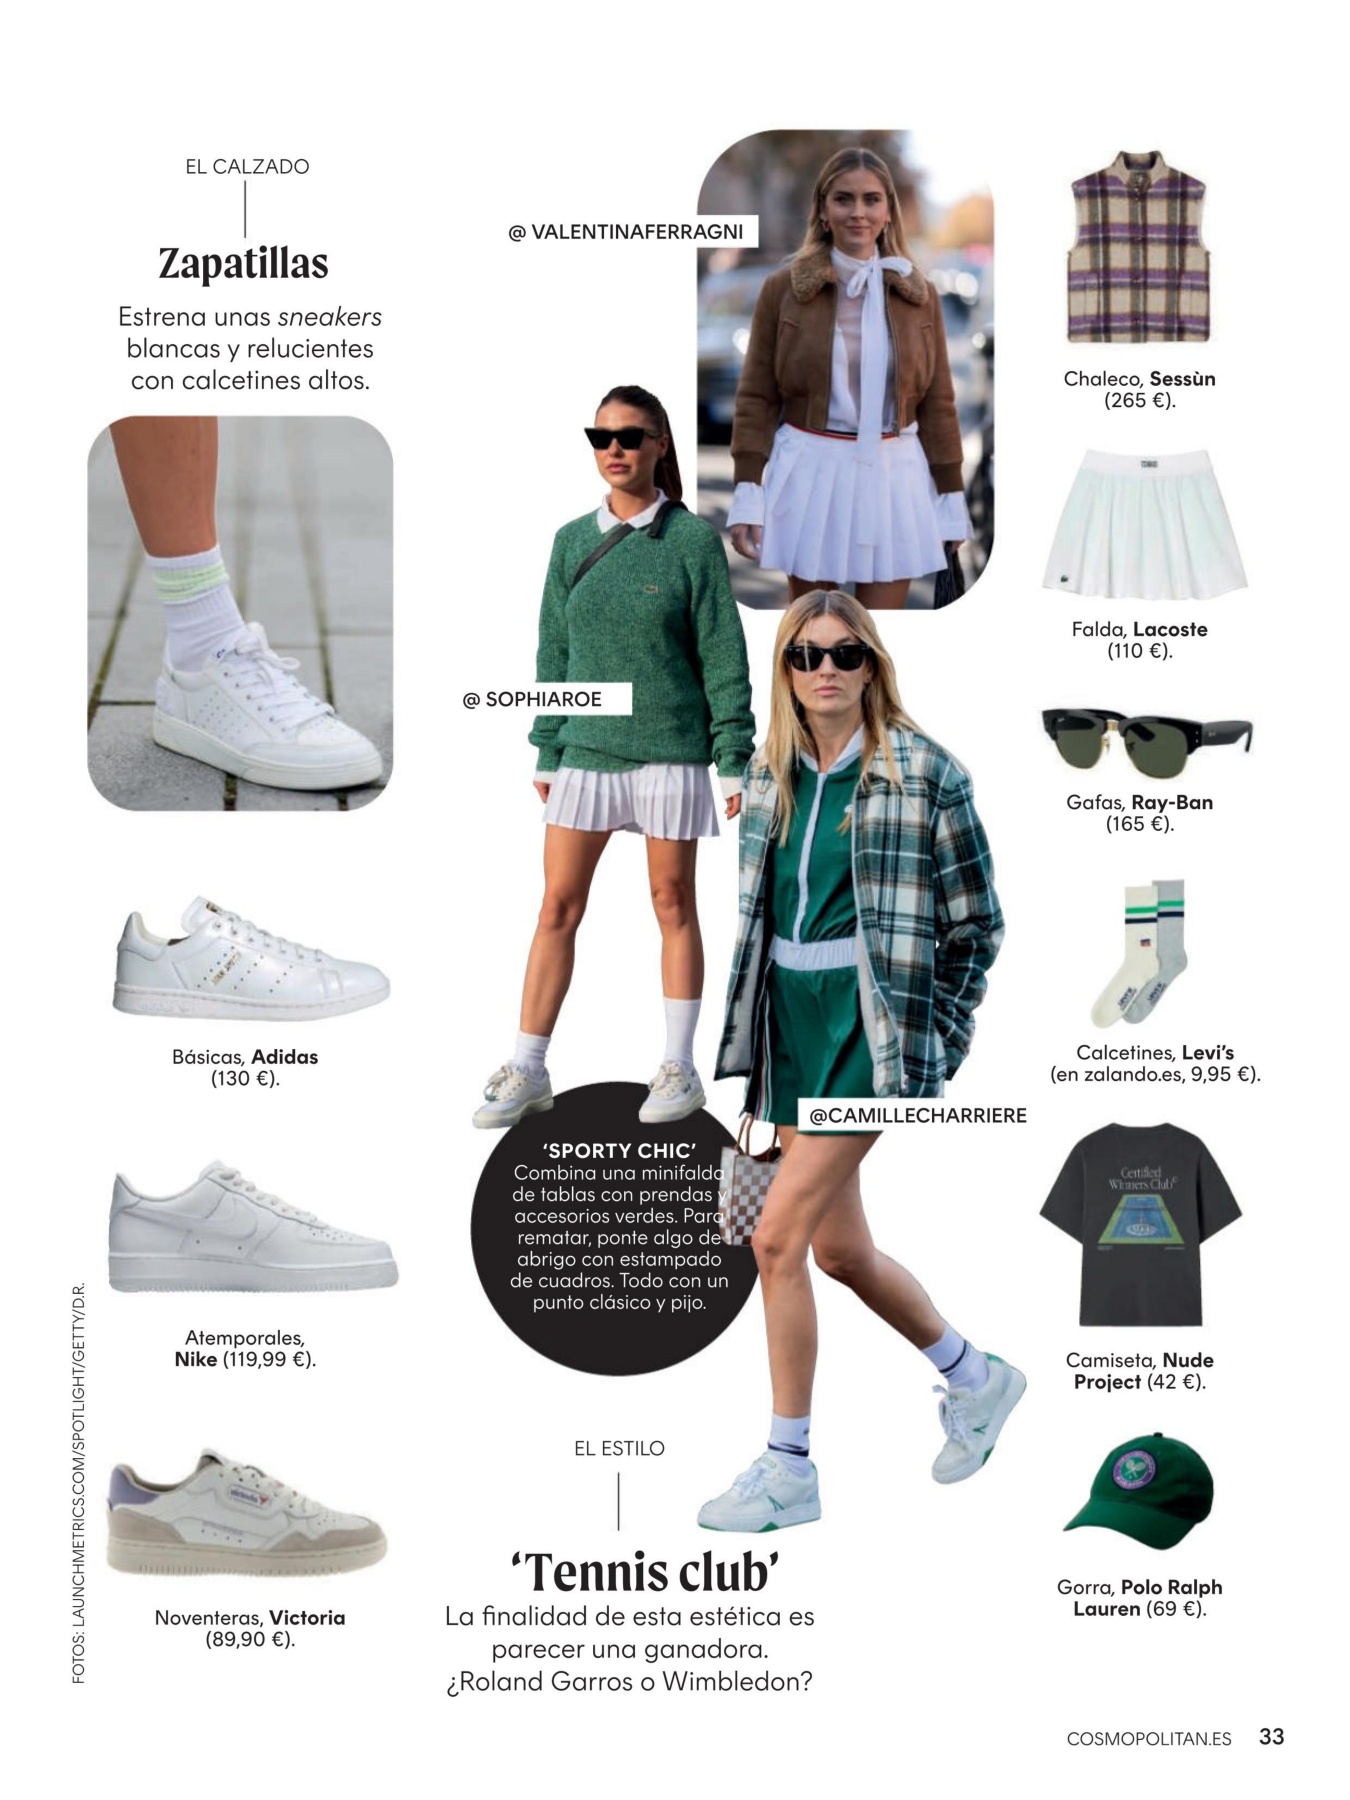 EL CALZADO
Zapatillas
Estrena unas sneakers
blancas y relucientes
con calcetines altos.
Básicas, Adidas
(130 €).
Atemporales,
Nike (119,99 €).
Noventeras, Victoria
(89,90 €).
FOTOS: LAUNCHMETRICS.COM/SPOTLIGHT/GETTY/D.R.
@ VALENTINAFERRAGNI
@ SOPHIAROE
@CAMILLECHARRIERE
'SPORTY CHIC'
Combina una minifalda
de tablas con prendas y
accesorios verdes. Para
rematar, ponte algo de
abrigo con estampado
de cuadros. Todo con un
punto clásico y pijo.
EL ESTILO
‘Tennis club’
La finalidad de esta estética es
parecer una ganadora.
¿Roland Garros o Wimbledon?
Chaleco, Sessùn
(265 €).
Falda, Lacoste
(110 €).
Gafas, Ray-Ban
(165 €).
Calcetines, Levi’s
(en zalando.es, 9,95 €).
Certified
Winners Club
Camiseta, Nude
Project (42 €).
Gorra, Polo Ralph
Lauren (69 €).
COSMOPOLITAN.ES 33